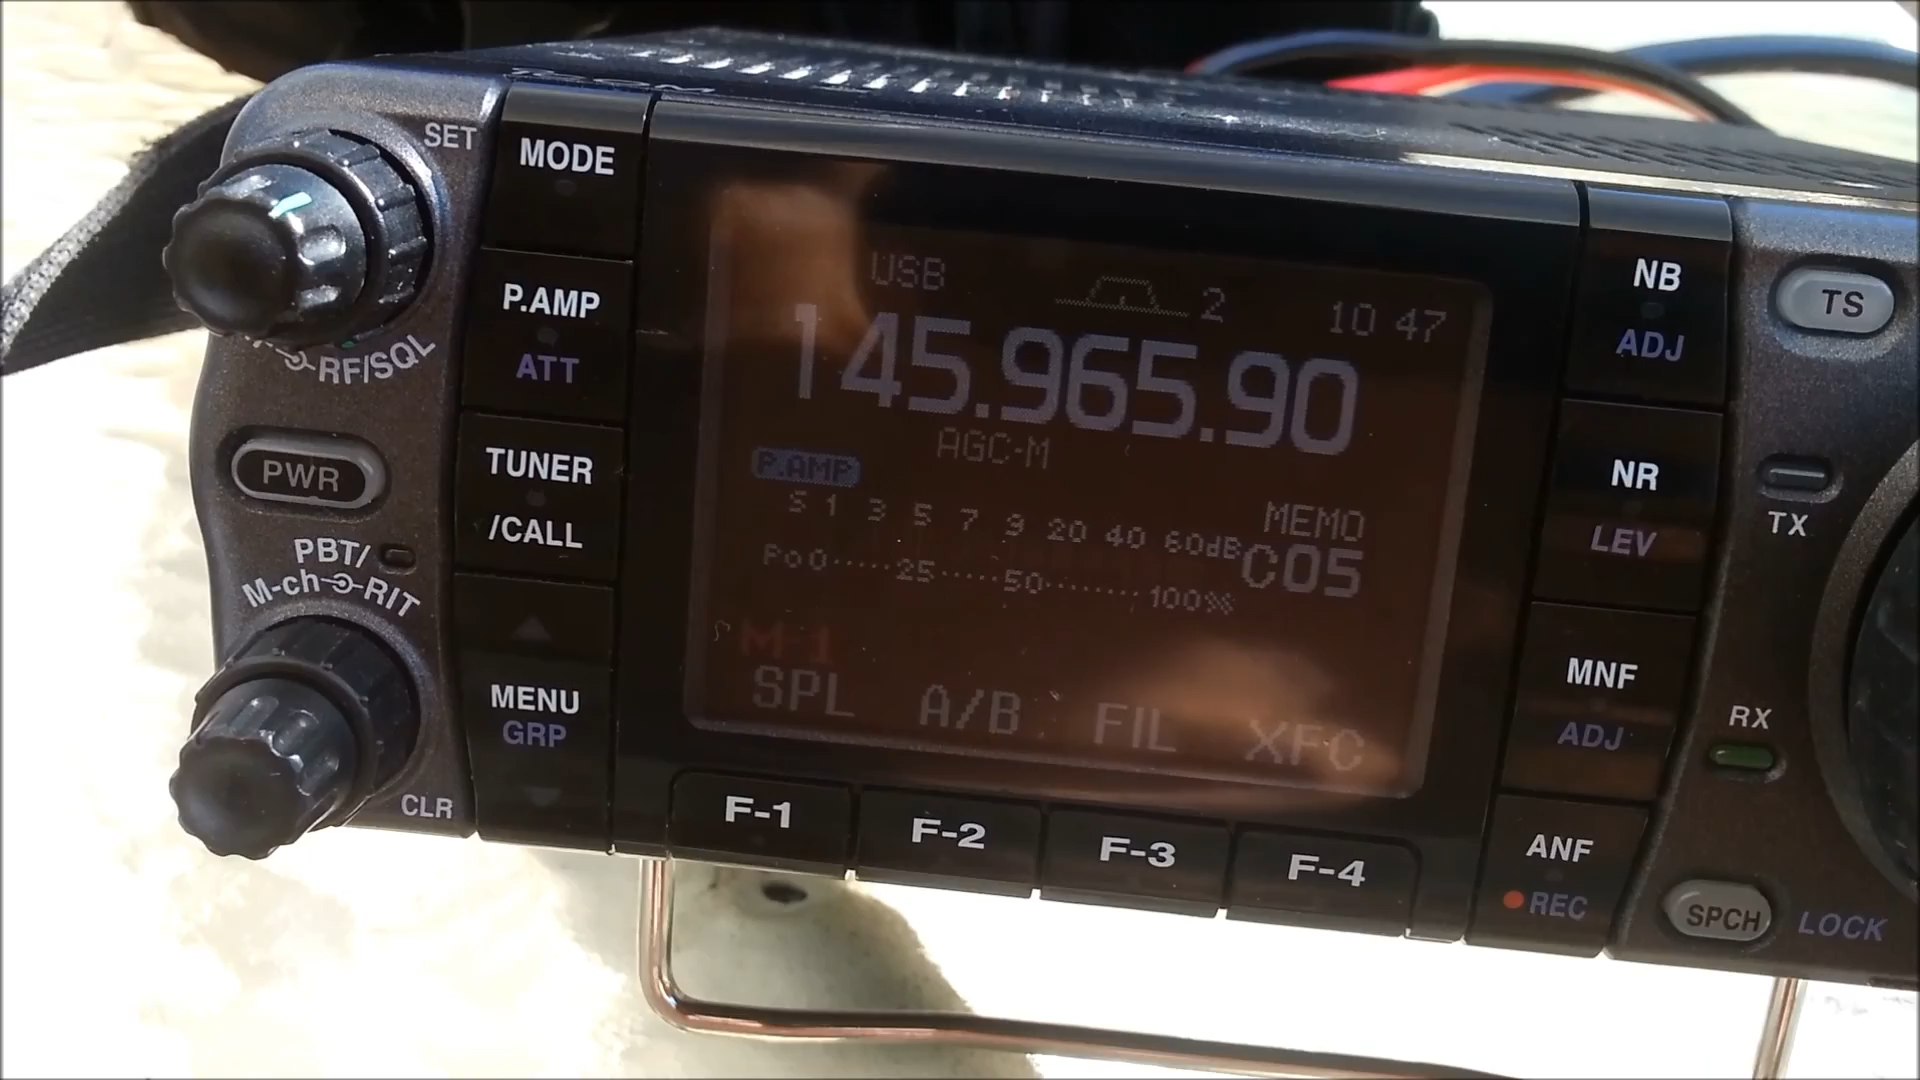 SET
AF RF/SQL
PWR
PBT/
M-ch RIT
CLR
MODE
P.AMP
ATT
TUNER
/CALL
MENU
GRP
USB 2 10 47
145.965.90
P.AMP AGC-M
S 1 3 5 7 9 20 40 60dB MEMO
Po0·····25·····50········100% C05
M-1
SPL A/B FIL XFC
F-1 F-2 F-3 F-4
NB
ADJ
NR
LEV
MNF
ADJ
ANF
REC
TS
TX
RX
SPCH LOCK